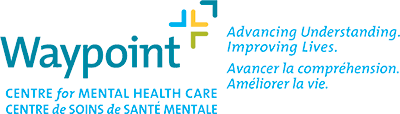 Waypoint
CENTRE for MENTAL HEALTH CARE
CENTRE de SOINS de SANTÉ MENTALE
Advancing Understanding.
Improving Lives.
Avancer la compréhension.
Améliorer la vie.